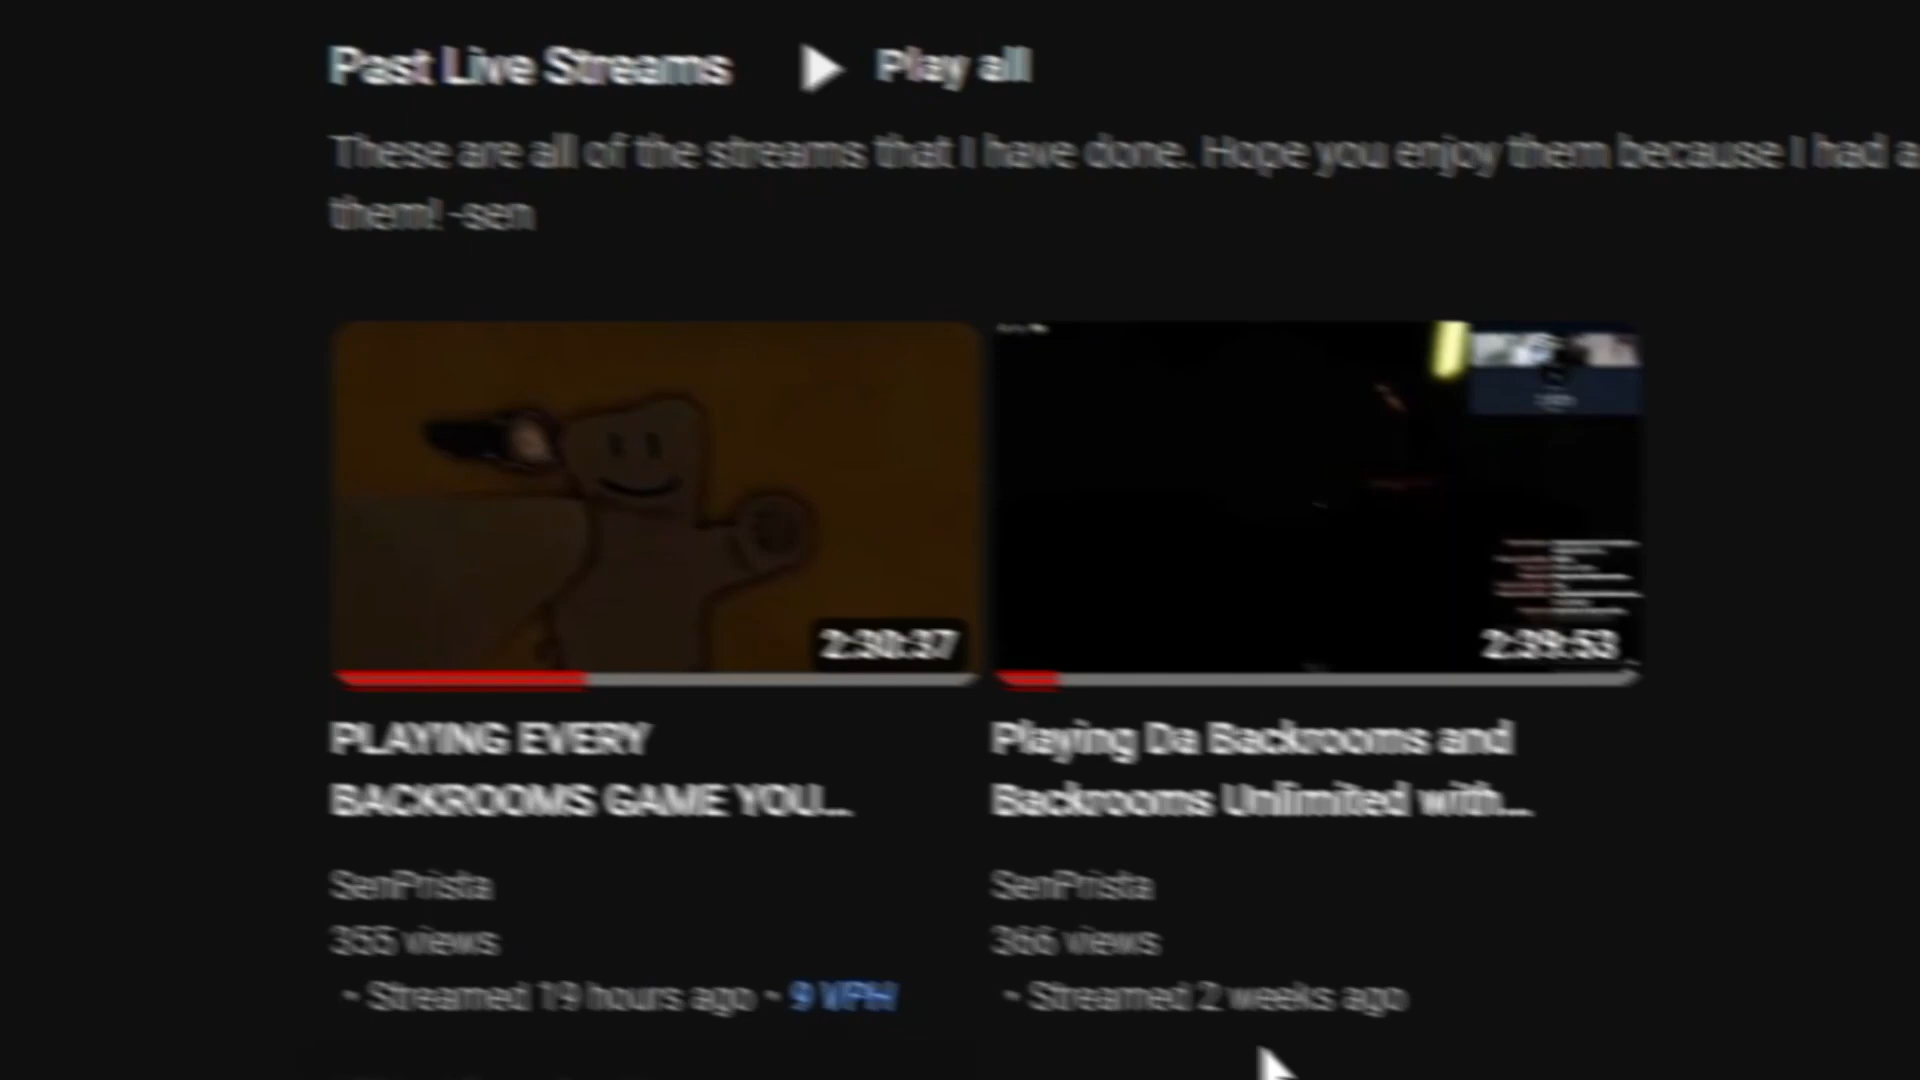 Past Live Streams Play all
These are all of the streams that I have done. Hope you enjoy them because I had a
them! -sen
2:30:37
2:39:53
PLAYING EVERY
BACKROOMS GAME YOU...
Playing Da Backrooms and
Backrooms Unlimited with...
SenPrista
355 views
~ Streamed 19 hours ago ~ 9 VPH
SenPrista
366 views
~ Streamed 2 weeks ago